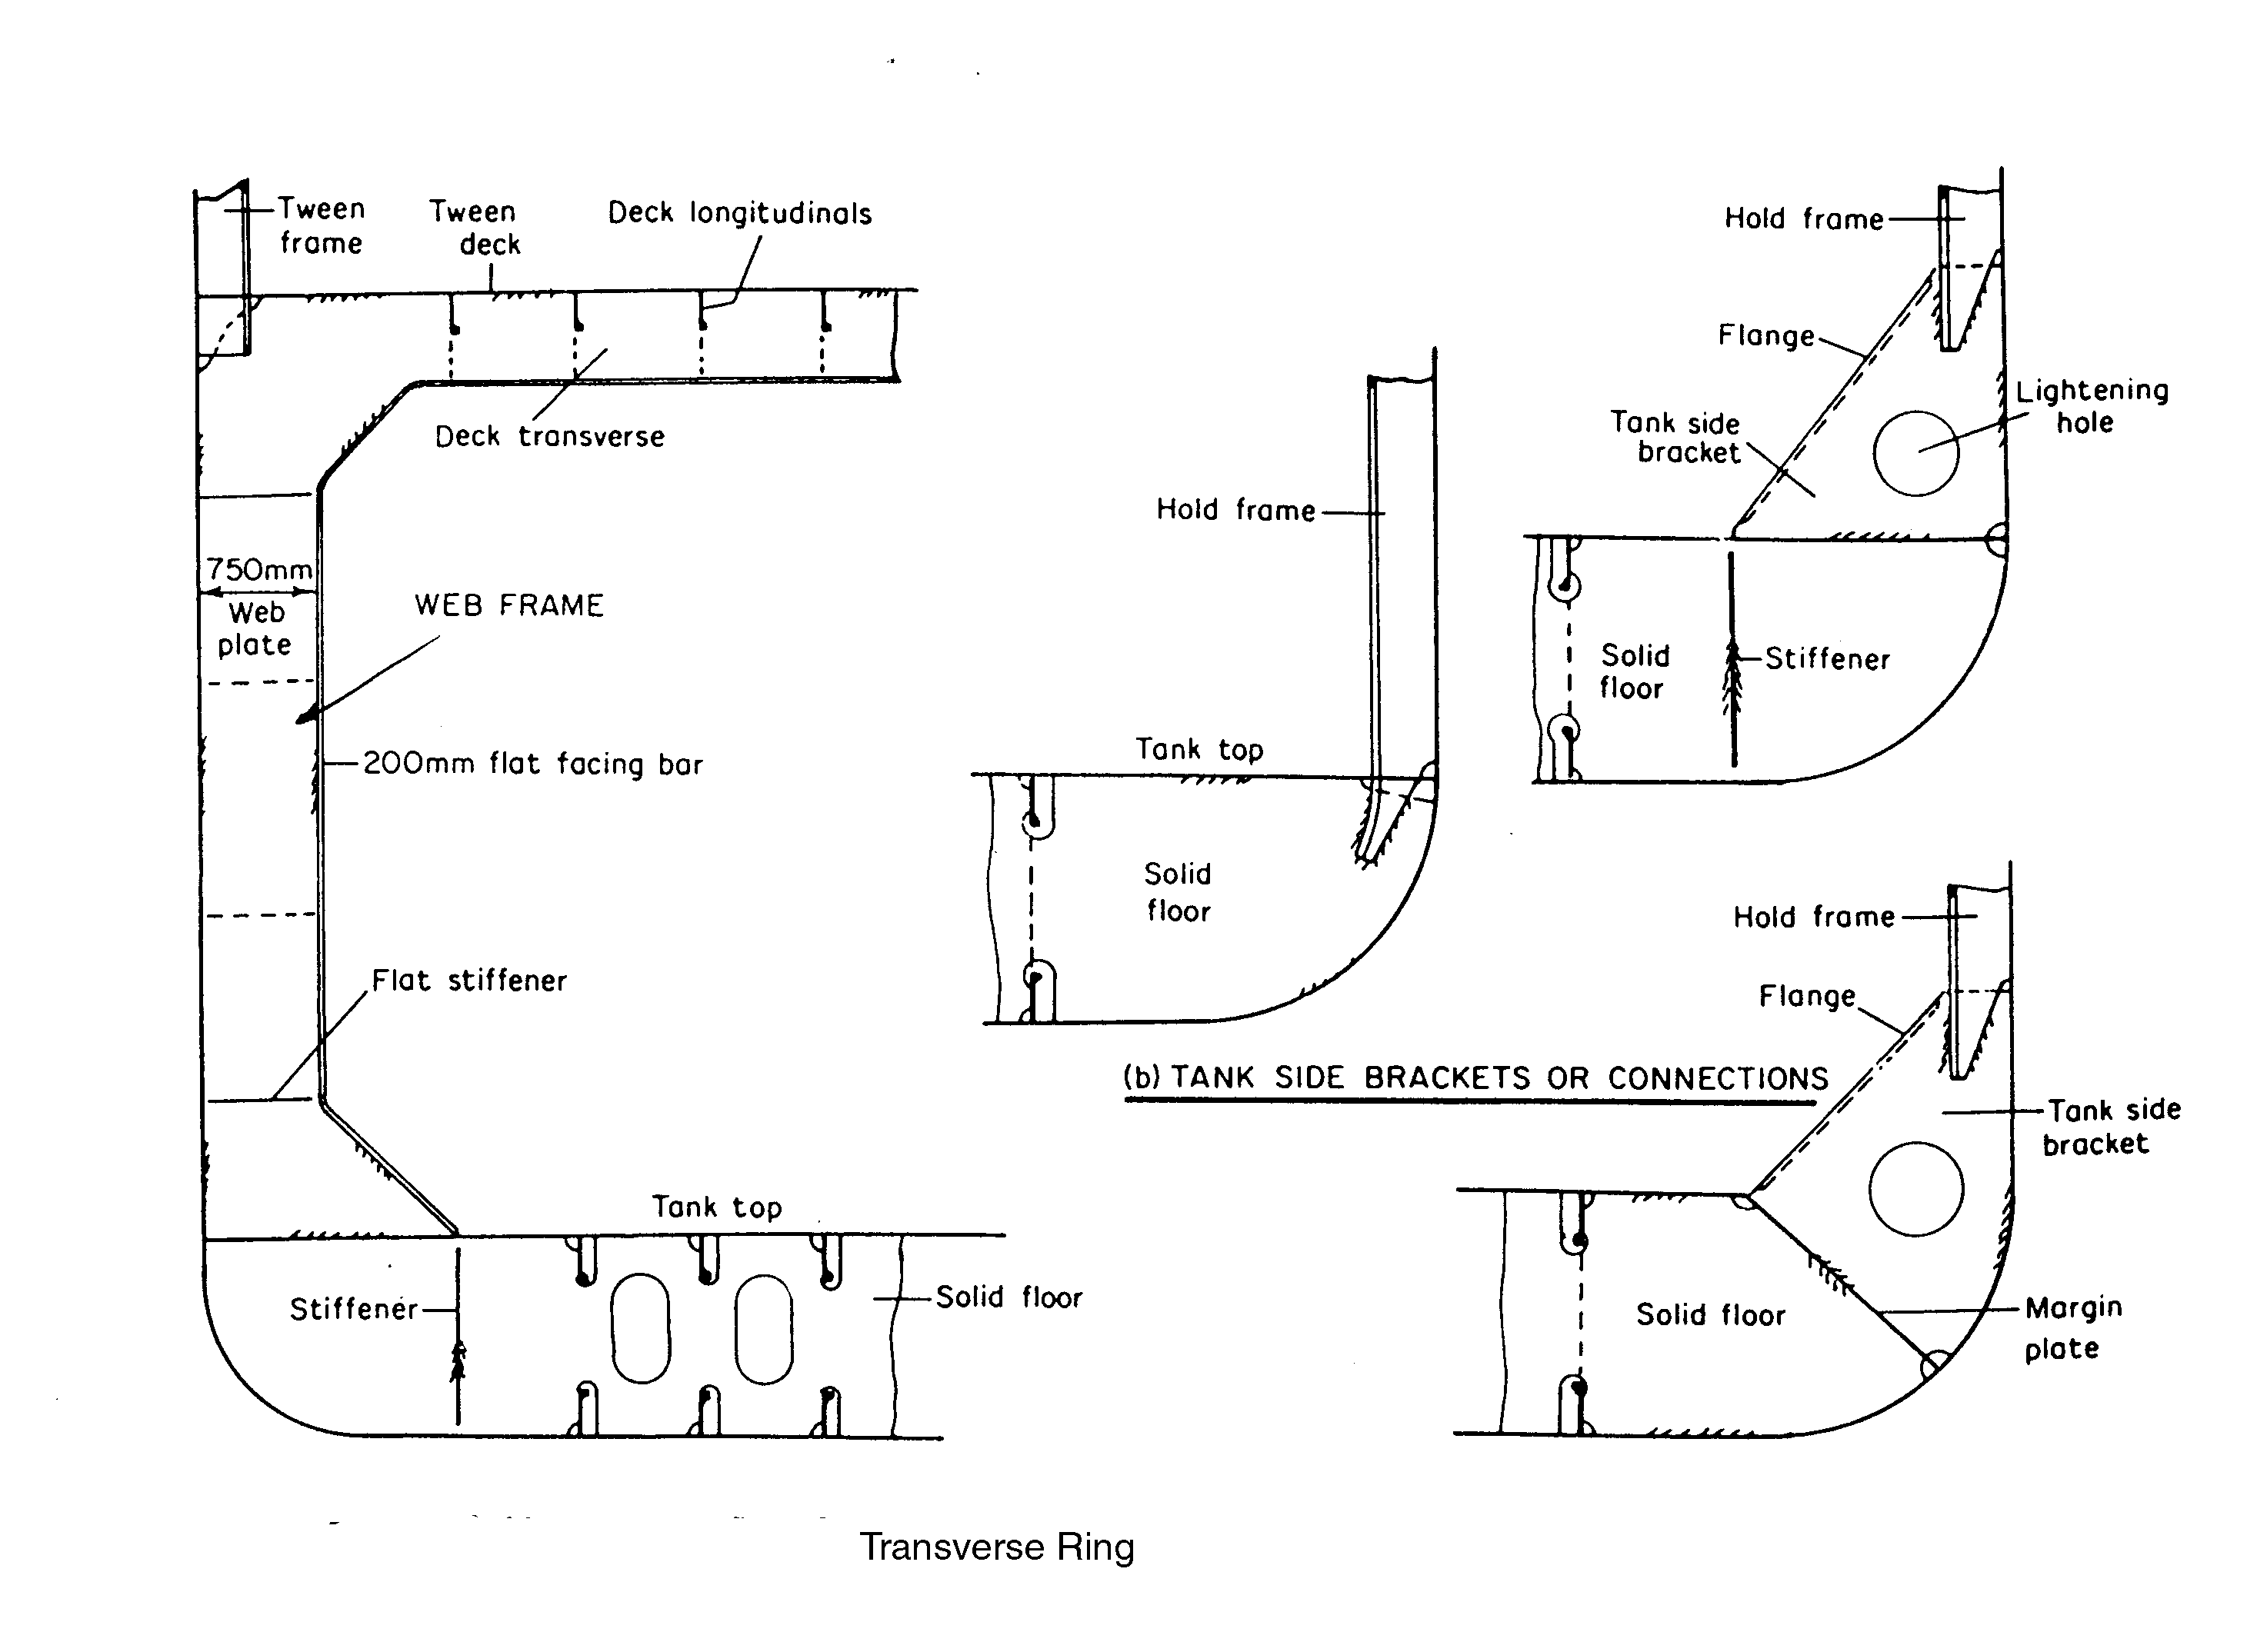 Tween
frame
Tween
deck
Deck longitudinals
Deck transverse
750mm
Web
plate
WEB FRAME
200mm flat facing bar
Flat stiffener
Tank top
Stiffener
Solid floor
Hold frame
Tank top
Solid
floor
(b) TANK SIDE BRACKETS OR CONNECTIONS
Hold frame
Flange
Lightening
hole
Tank side
bracket
Solid
floor
Stiffener
Hold frame
Flange
Tank side
bracket
Solid floor
Margin
plate
Transverse Ring